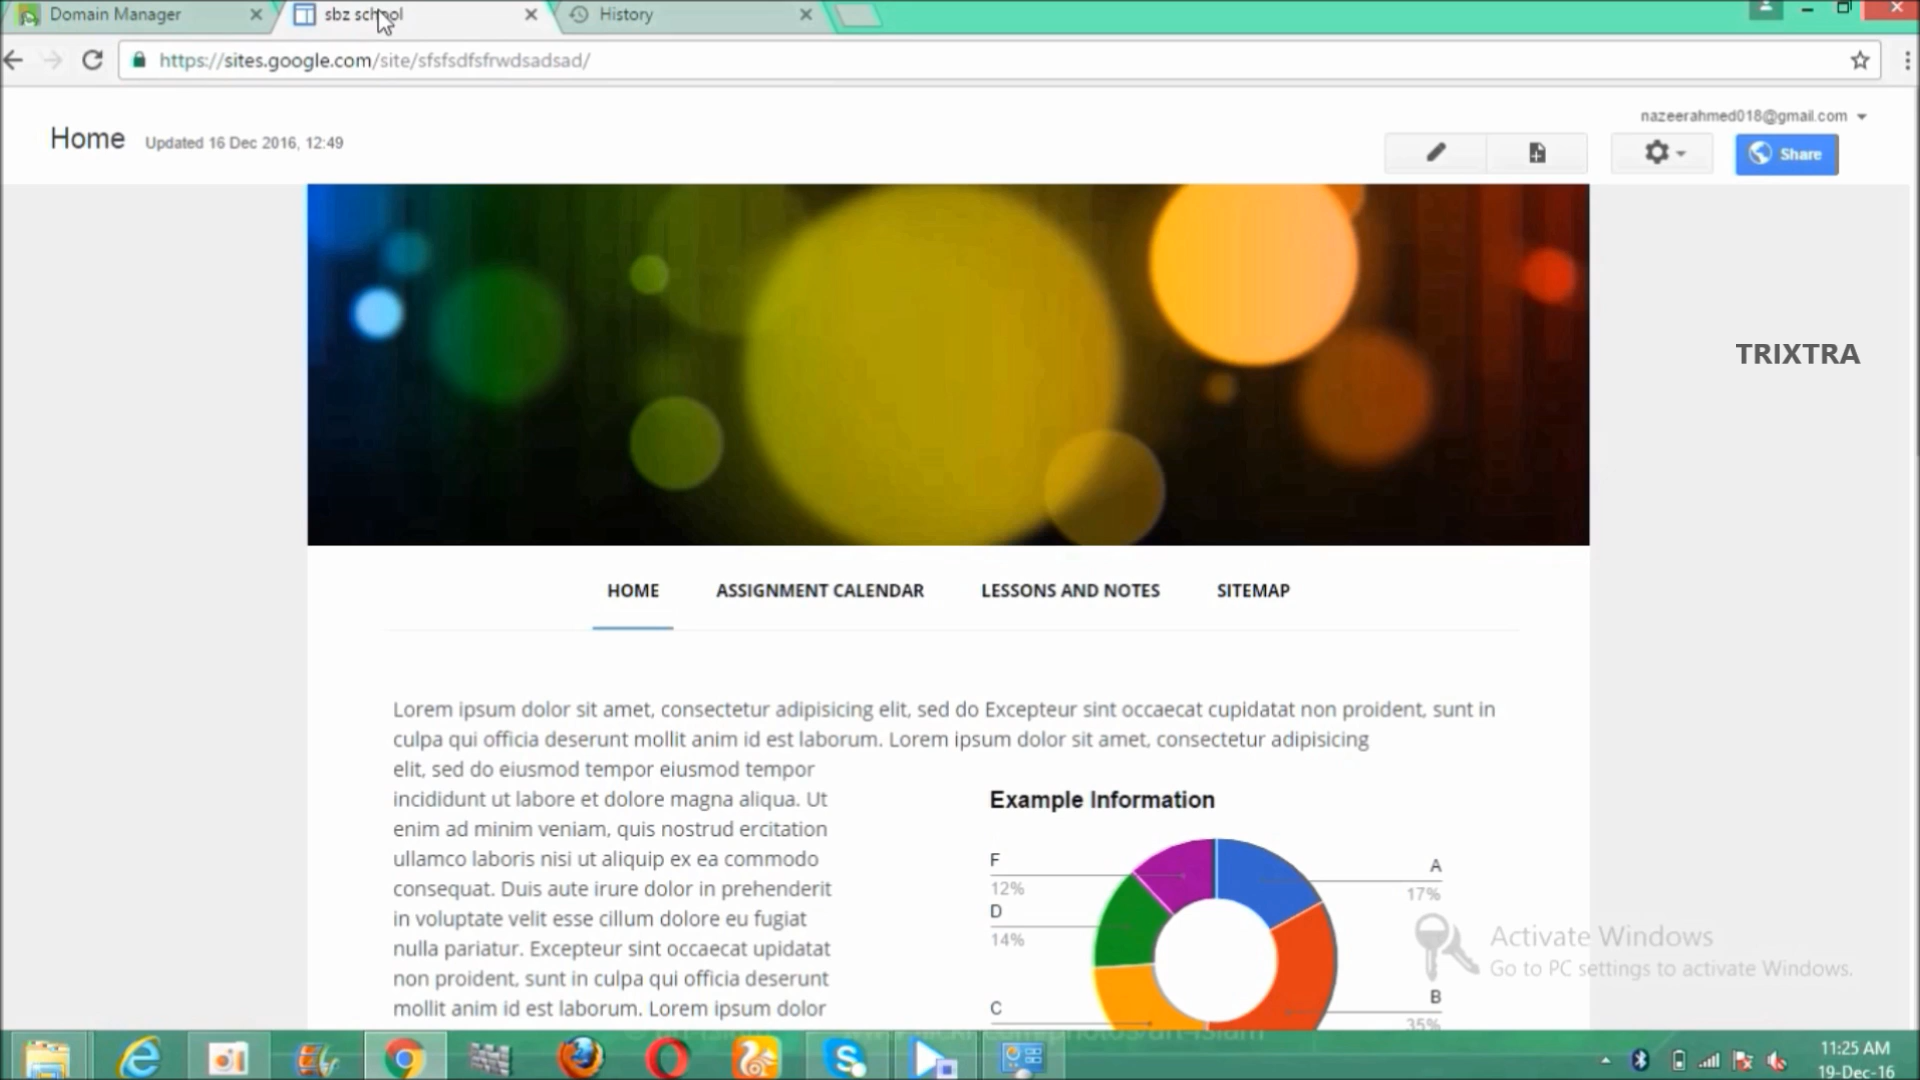 Domain Manager
sbz school
History
https://sites.google.com/site/sfsfsdfsfrwdsadsad/
nazeerahmed018@gmail.com
Home Updated 16 Dec 2016, 12:49
Share
TRIXTRA
HOME ASSIGNMENT CALENDAR LESSONS AND NOTES SITEMAP
Lorem ipsum dolor sit amet, consectetur adipisicing elit, sed do Excepteur sint occaecat cupidatat non proident, sunt in
culpa qui officia deserunt mollit anim id est laborum. Lorem ipsum dolor sit amet, consectetur adipisicing
elit, sed do eiusmod tempor eiusmod tempor
incididunt ut labore et dolore magna aliqua. Ut
enim ad minim veniam, quis nostrud ercitation
ullamco laboris nisi ut aliquip ex ea commodo
consequat. Duis aute irure dolor in prehenderit
in voluptate velit esse cillum dolore eu fugiat
nulla pariatur. Excepteur sint occaecat upidatat
non proident, sunt in culpa qui officia deserunt
mollit anim id est laborum. Lorem ipsum dolor
Example Information
F
12%
D
14%
C
A
17%
B
35%
Activate Windows
Go to PC settings to activate Windows.
11:25 AM
19-Dec-16